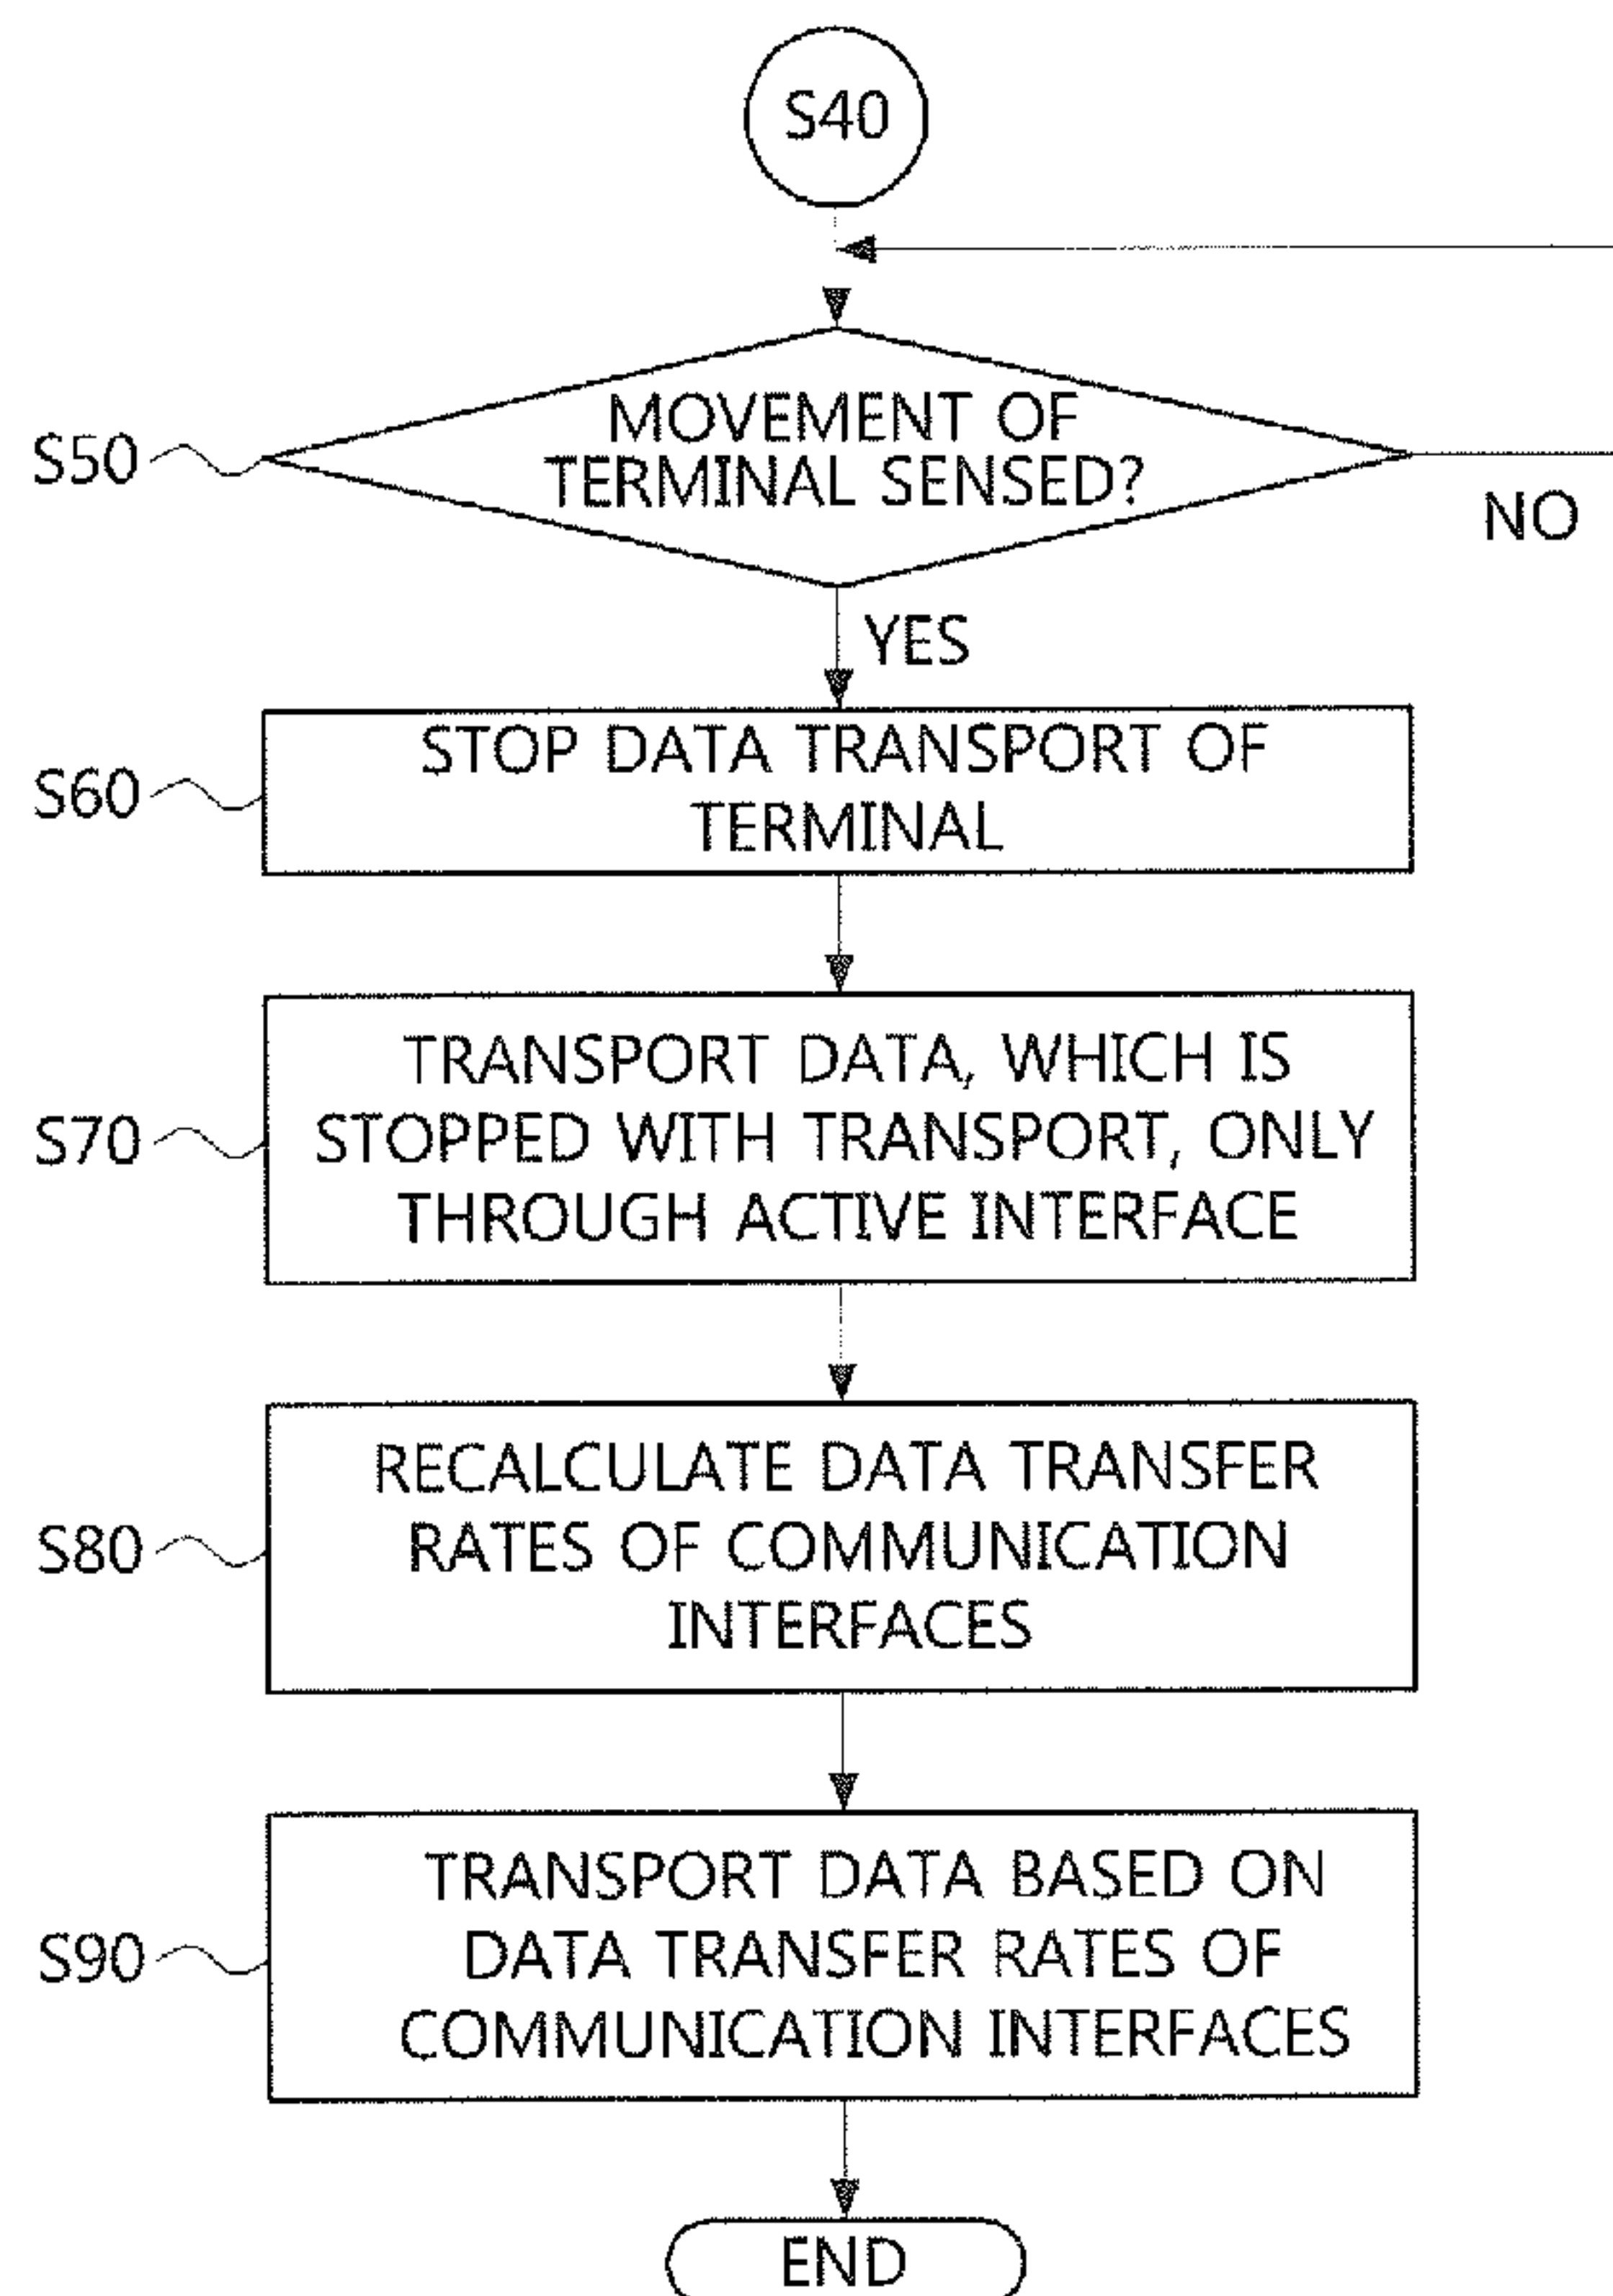 S40
MOVEMENT OF
TERMINAL SENSED?
S50
NO
YES
STOP DATA TRANSPORT OF
TERMINAL
S60
TRANSPORT DATA, WHICH IS
STOPPED WITH TRANSPORT, ONLY
THROUGH ACTIVE INTERFACE
S70
RECALCULATE DATA TRANSFER
RATES OF COMMUNICATION
INTERFACES
S80
TRANSPORT DATA BASED ON
DATA TRANSFER RATES OF
COMMUNICATION INTERFACES
S90
END